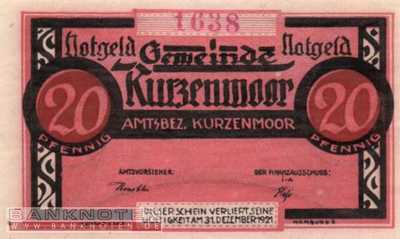 1638
Notgeld Gemeinde Notgeld
Kurzenmoor
20 PFENNIG
20 PFENNIG
AMTSBEZ. KURZENMOOR
AMTSVORSTEHER: DER FINANZAUSSCHUSS:
I.A.
DIESER SCHEIN VERLIERT SEINE
GÜLTIGKEIT AM 31. DEZEMBER 1921.
BANKNOTEN